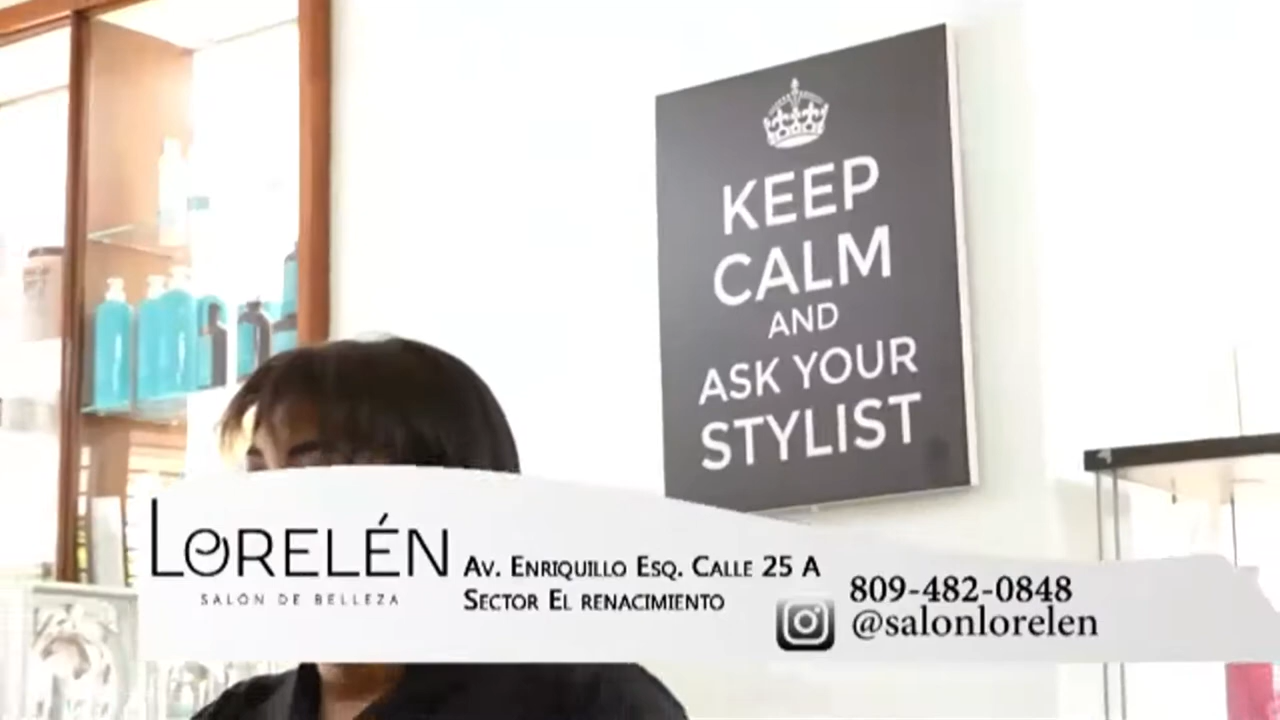 KEEP
CALM
AND
ASK YOUR
STYLIST
LORELÉN
SALÓN DE BELLEZA
AV. ENRIQUILLO ESQ. CALLE 25 A
SECTOR EL RENACIMIENTO
809-482-0848
@salonlorelen